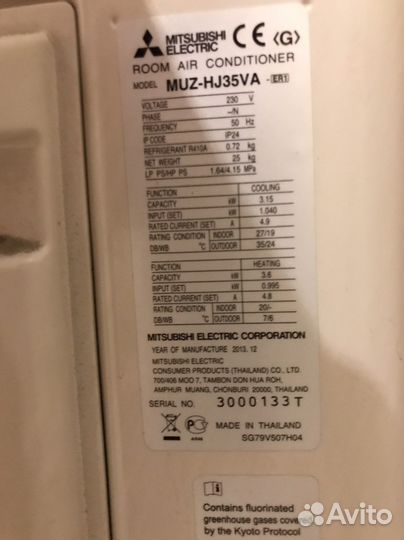 MITSUBISHI
ELECTRIC CE <G>
ROOM AIR CONDITIONER
MODEL MUZ-HJ35VA -ER1
VOLTAGE 230 V
PHASE ~/N
FREQUENCY 50 Hz
IP CODE IP24
REFRIGERANT R410A 0.72 kg
NET WEIGHT 25 kg
LP PS/HP PS 1.64/4.15 MPa
FUNCTION COOLING
CAPACITY kW 3.15
INPUT (SET) kW 1.040
RATED CURRENT (SET) A 4.9
RATING CONDITION INDOOR 27/19
DB/WB °C OUTDOOR 35/24
FUNCTION HEATING
CAPACITY kW 3.6
INPUT (SET) kW 0.995
RATED CURRENT (SET) A 4.8
RATING CONDITION INDOOR 20/-
DB/WB °C OUTDOOR 7/6
MITSUBISHI ELECTRIC CORPORATION
YEAR OF MANUFACTURE 2013.12
MITSUBISHI ELECTRIC
CONSUMER PRODUCTS (THAILAND) CO., LTD.
700/406 MOO 7, TAMBON DON HUA ROH,
AMPHUR MUANG, CHONBURI 20000, THAILAND
SERIAL NO. 3000133 T
MADE IN THAILAND
SG79V507H04
Contains fluorinated
greenhouse gases covered
by the Kyoto Protocol
Avito